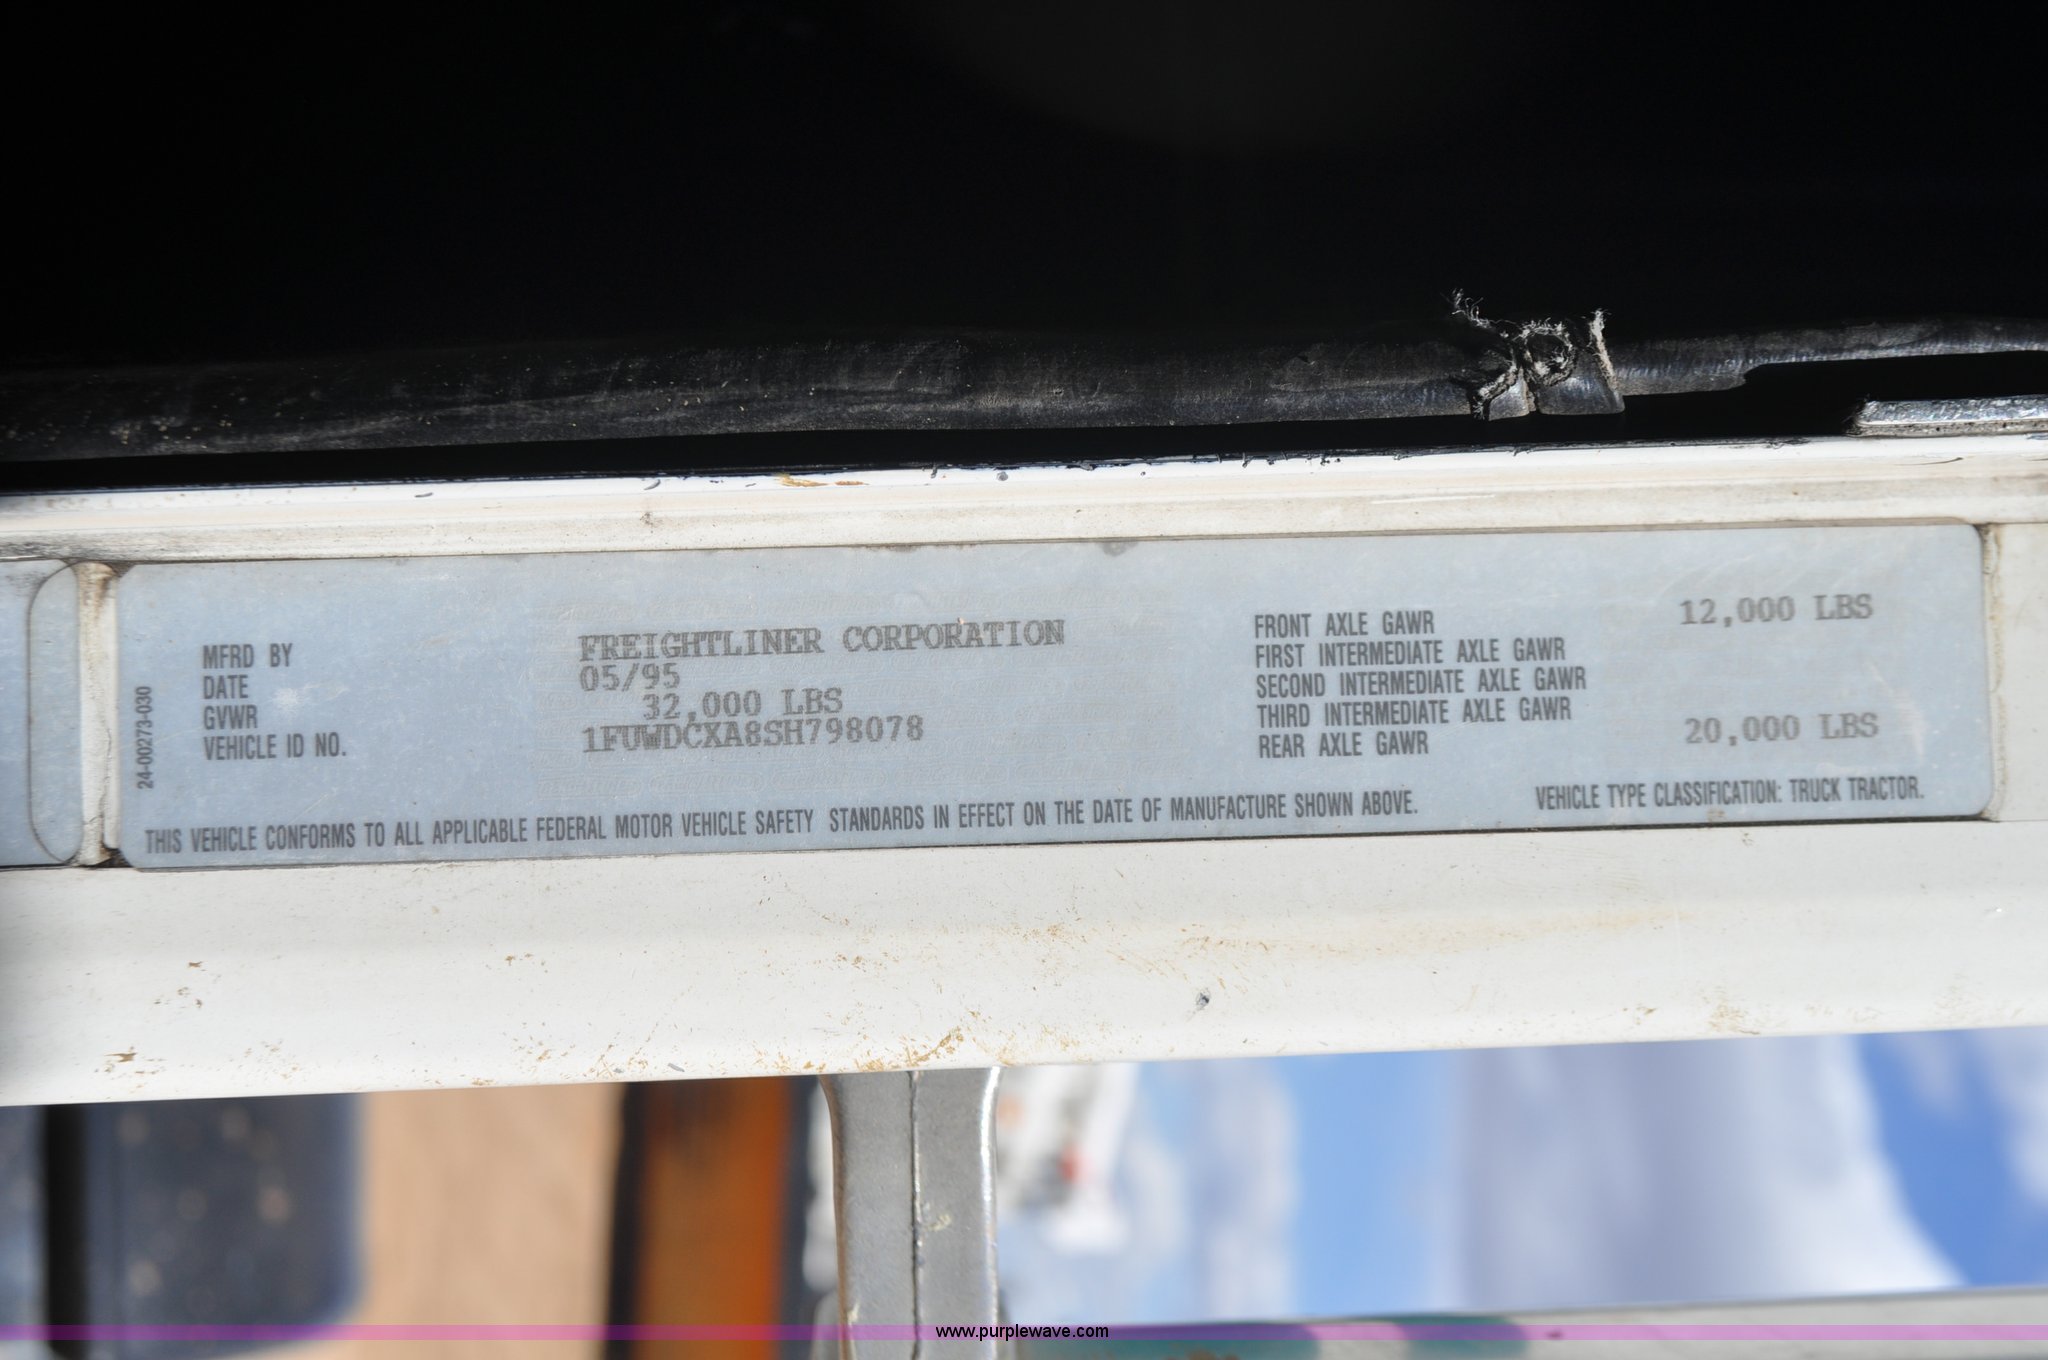 24-00273-030
MFRD BY FREIGHTLINER CORPORATION
DATE 05/95
GVWR 32,000 LBS
VEHICLE ID NO. 1FUWDCXA8SH798078
FRONT AXLE GAWR 12,000 LBS
FIRST INTERMEDIATE AXLE GAWR
SECOND INTERMEDIATE AXLE GAWR
THIRD INTERMEDIATE AXLE GAWR
REAR AXLE GAWR 20,000 LBS
THIS VEHICLE CONFORMS TO ALL APPLICABLE FEDERAL MOTOR VEHICLE SAFETY STANDARDS IN EFFECT ON THE DATE OF MANUFACTURE SHOWN ABOVE. VEHICLE TYPE CLASSIFICATION: TRUCK TRACTOR.
www.purplewave.com